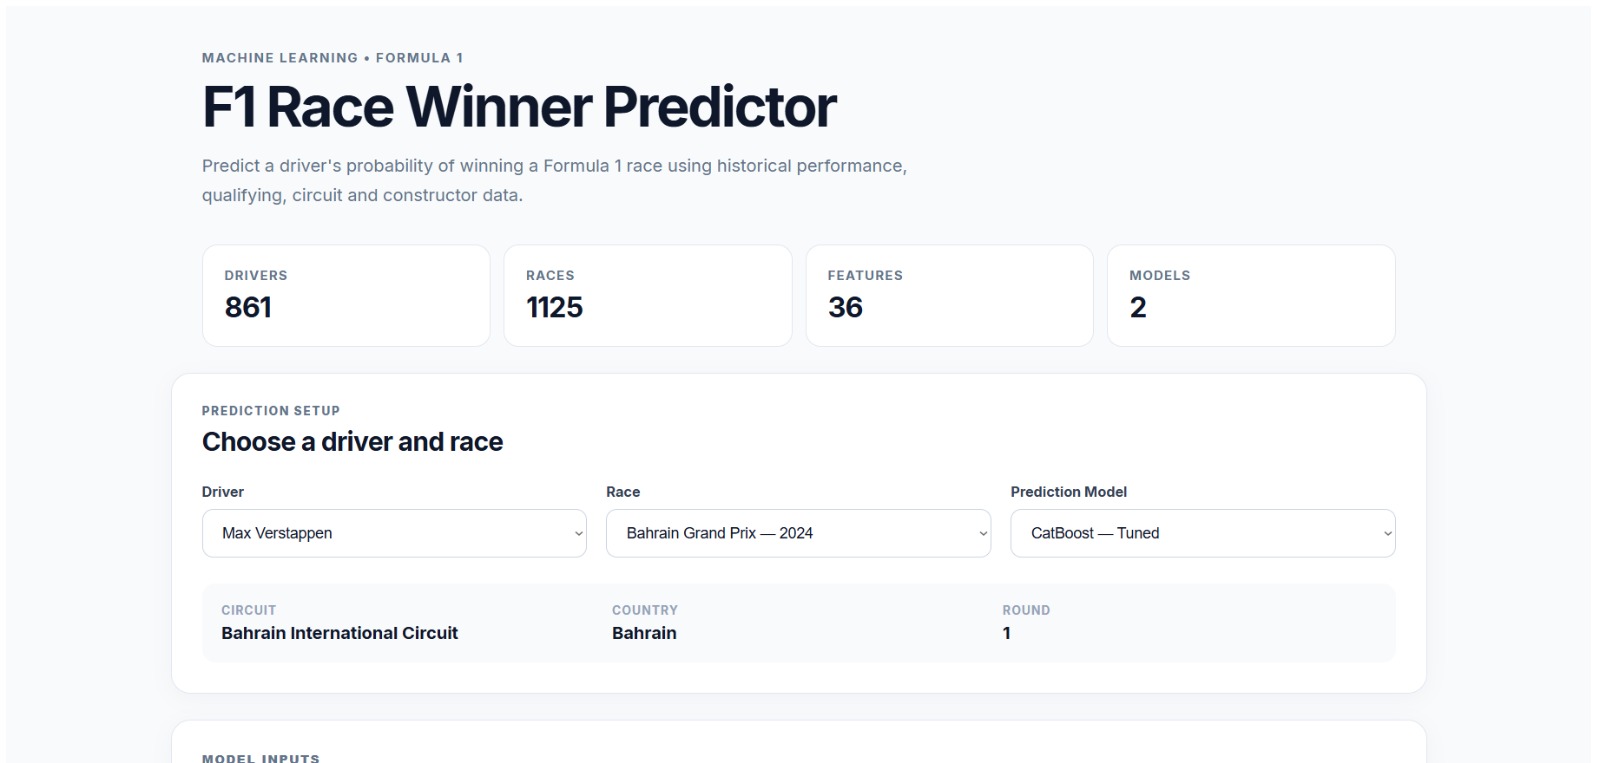 MACHINE LEARNING • FORMULA 1
F1 Race Winner Predictor
Predict a driver's probability of winning a Formula 1 race using historical performance,
qualifying, circuit and constructor data.
DRIVERS
861
RACES
1125
FEATURES
36
MODELS
2
PREDICTION SETUP
Choose a driver and race
Driver
Max Verstappen
Race
Bahrain Grand Prix — 2024
Prediction Model
CatBoost — Tuned
CIRCUIT
Bahrain International Circuit
COUNTRY
Bahrain
ROUND
1
MODEL INPUTS